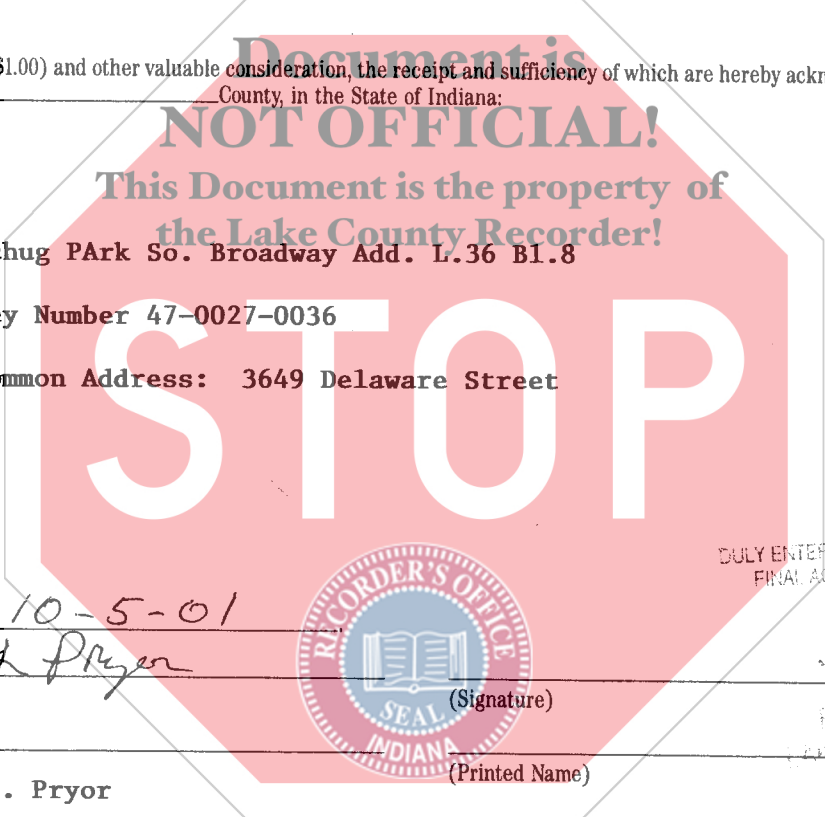 Document is
$1.00) and other valuable consideration, the receipt and sufficiency of which are hereby ackn
County, in the State of Indiana:
NOT OFFICIAL!
This Document is the property of
the Lake County Recorder!
hug PArk So. Broadway Add. L.36 Bl.8
y Number 47-0027-0036
mmon Address: 3649 Delaware Street
STOP
DULY ENTER
FINAL AC
10-5-01
Pryor
RECORDER'S OFFICE
SEAL
INDIANA
(Signature)
(Printed Name)
. Pryor